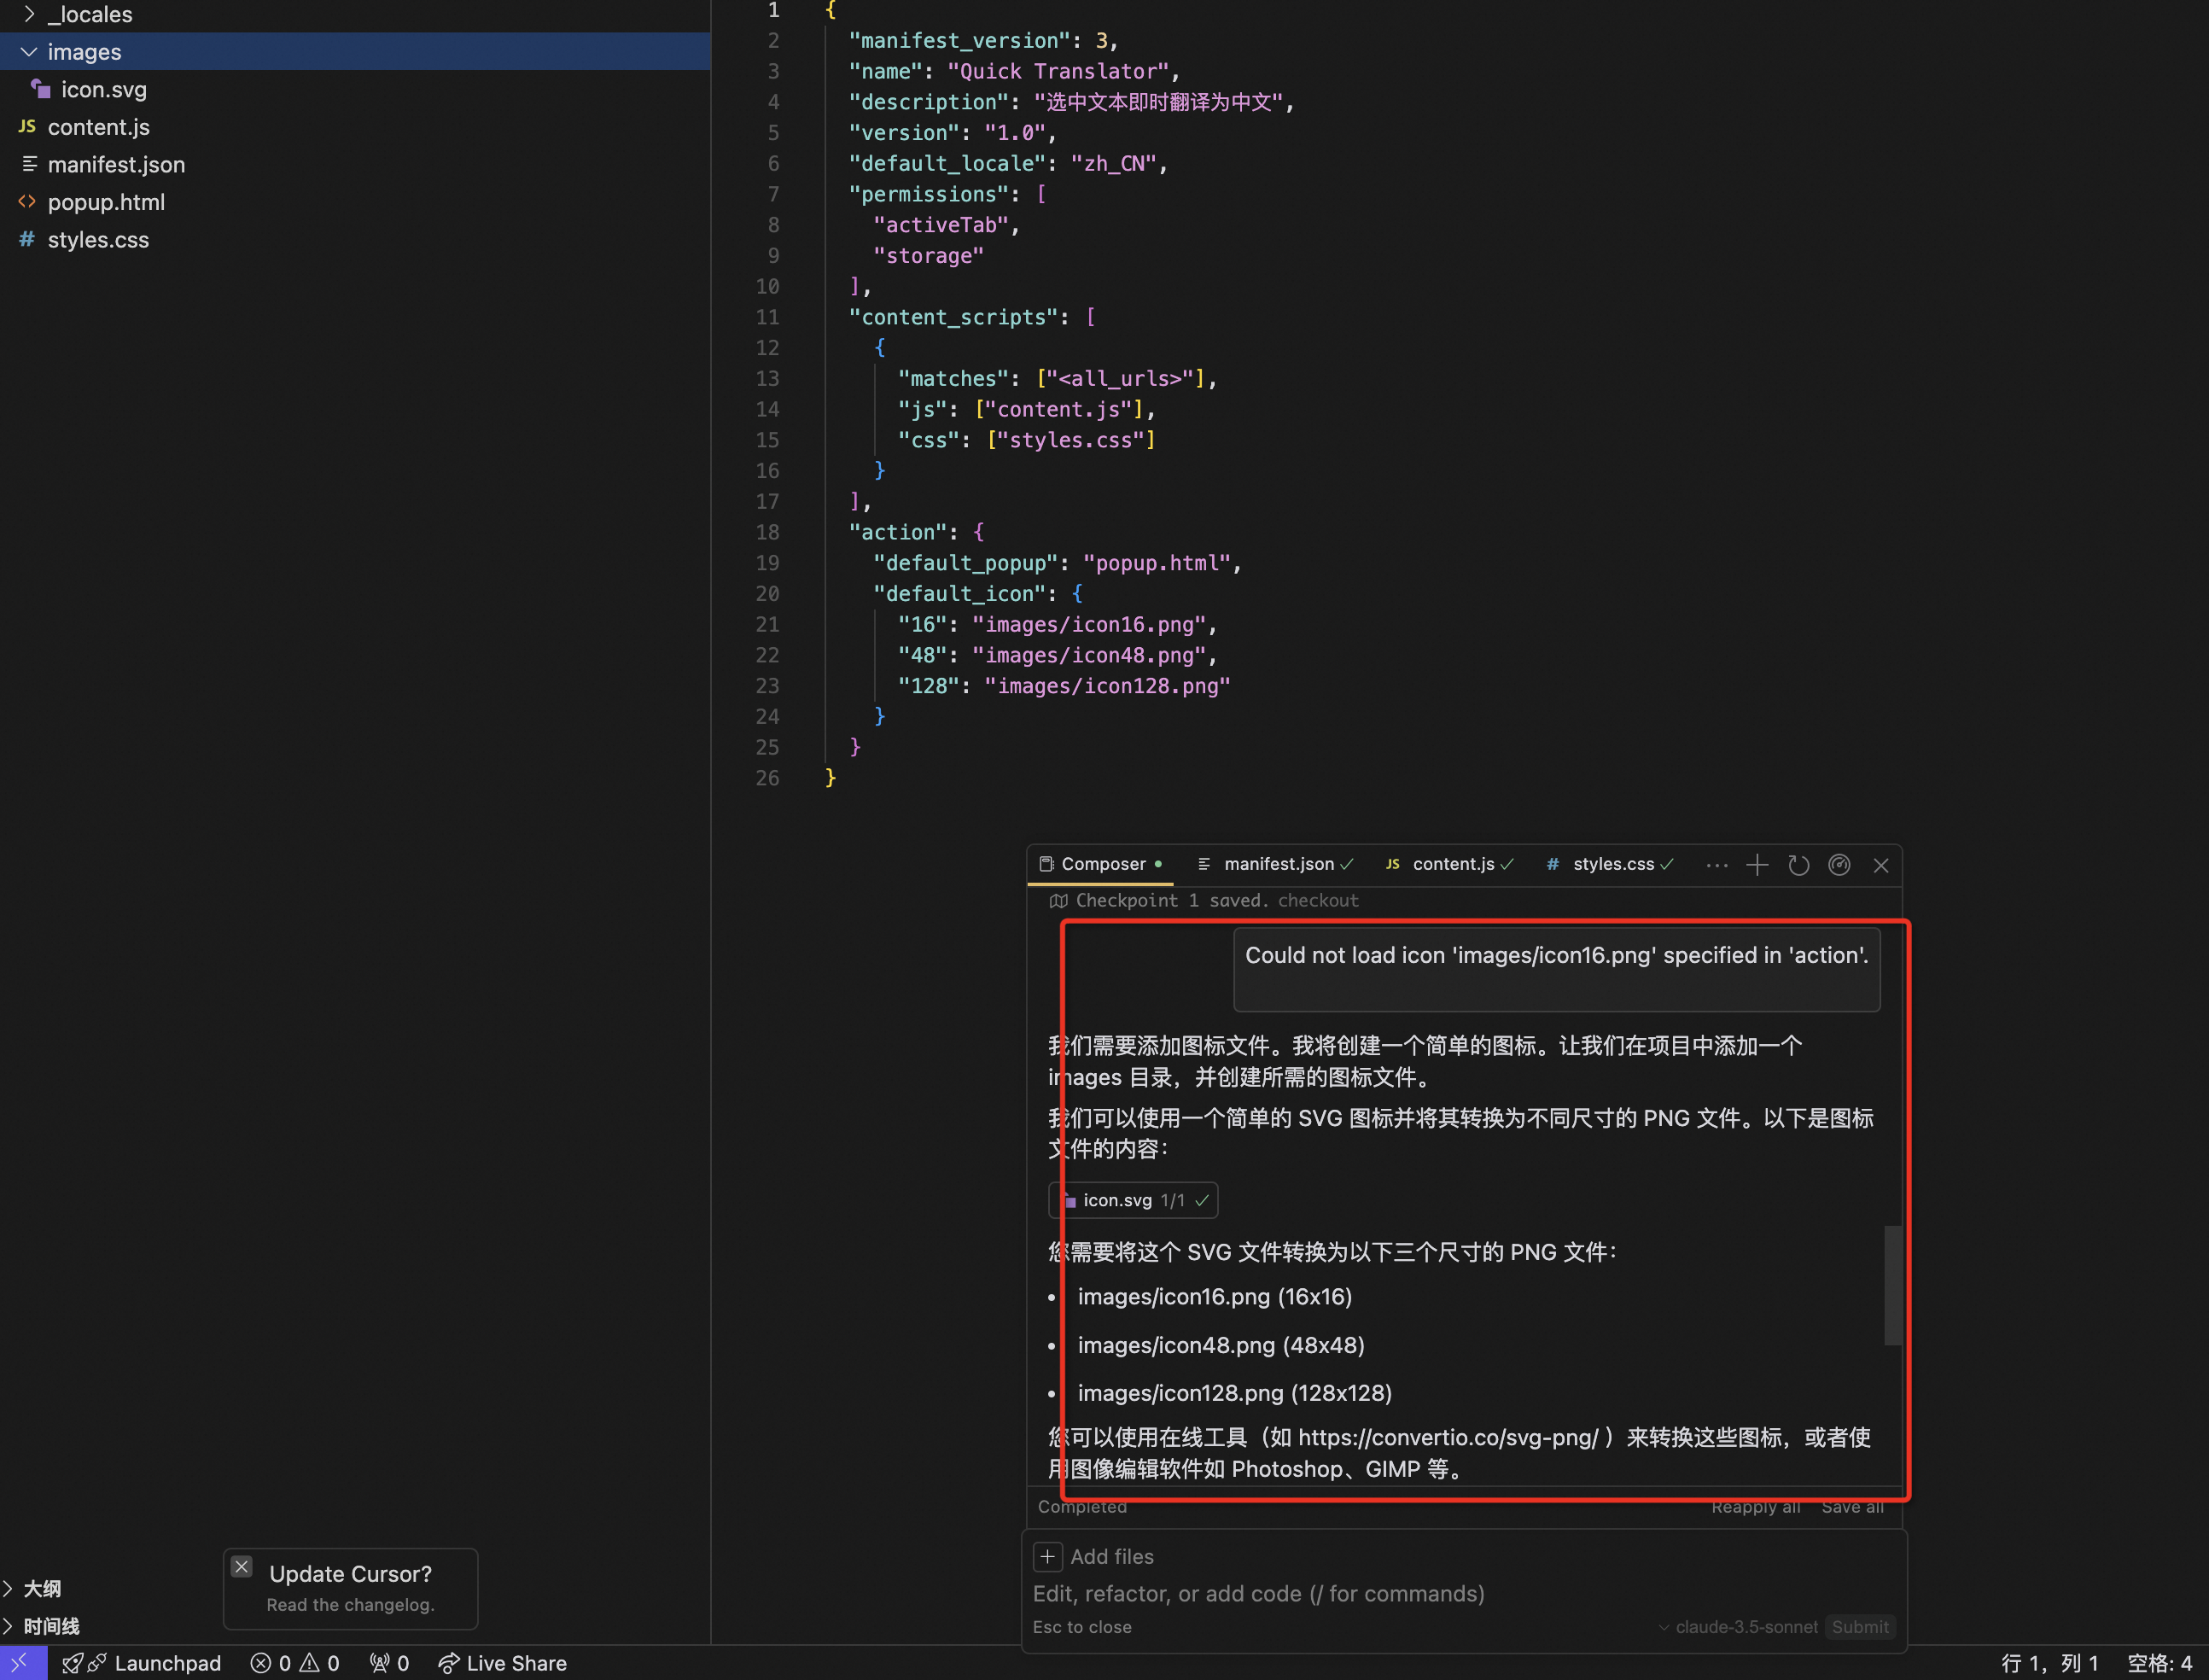 _locales
images
icon.svg
JS content.js
manifest.json
<> popup.html
# styles.css
1 {
2 "manifest_version": 3,
3 "name": "Quick Translator",
4 "description": "选中文本即时翻译为中文",
5 "version": "1.0",
6 "default_locale": "zh_CN",
7 "permissions": [
8 "activeTab",
9 "storage"
10 ],
11 "content_scripts": [
12 {
13 "matches": ["<all_urls>"],
14 "js": ["content.js"],
15 "css": ["styles.css"]
16 }
17 ],
18 "action": {
19 "default_popup": "popup.html",
20 "default_icon": {
21 "16": "images/icon16.png",
22 "48": "images/icon48.png",
23 "128": "images/icon128.png"
24 }
25 }
26 }
Composer manifest.json JS content.js # styles.css
Checkpoint 1 saved. checkout
Could not load icon 'images/icon16.png' specified in 'action'.
我们需要添加图标文件。我将创建一个简单的图标。让我们在项目中添加一个
images 目录，并创建所需的图标文件。
我们可以使用一个简单的 SVG 图标并将其转换为不同尺寸的 PNG 文件。以下是图标
文件的内容：
icon.svg 1/1
您需要将这个 SVG 文件转换为以下三个尺寸的 PNG 文件：
• images/icon16.png (16x16)
• images/icon48.png (48x48)
• images/icon128.png (128x128)
您可以使用在线工具（如 https://convertio.co/svg-png/ ）来转换这些图标，或者使
用图像编辑软件如 Photoshop、GIMP 等。
Completed Reapply all Save all
+ Add files
Edit, refactor, or add code (/ for commands)
Esc to close claude-3.5-sonnet Submit
Update Cursor?
Read the changelog.
大纲
时间线
Launchpad 0 0 0 Live Share 行 1，列 1 空格: 4